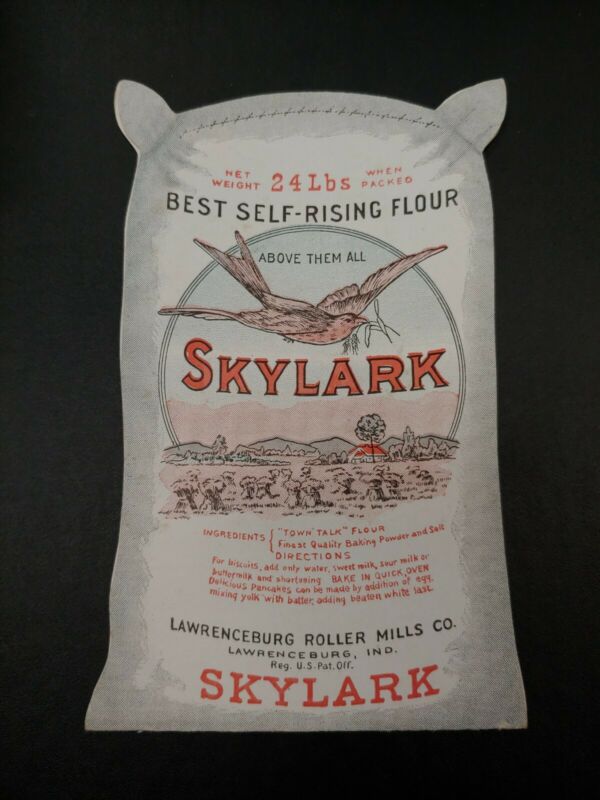 NET WEIGHT 24 Lbs WHEN PACKED
BEST SELF-RISING FLOUR
ABOVE THEM ALL
SKYLARK
INGREDIENTS { "TOWN TALK" FLOUR
Finest Quality Baking Powder and Salt
DIRECTIONS
For biscuits, add only water, sweet milk, sour milk or
buttermilk and shortening BAKE IN QUICK OVEN
Delicious Pancakes can be made by addition of egg,
mixing yolk with batter, adding beaten white last.
LAWRENCEBURG ROLLER MILLS CO.
LAWRENCEBURG, IND.
Reg. U.S. Pat. Off.
SKYLARK